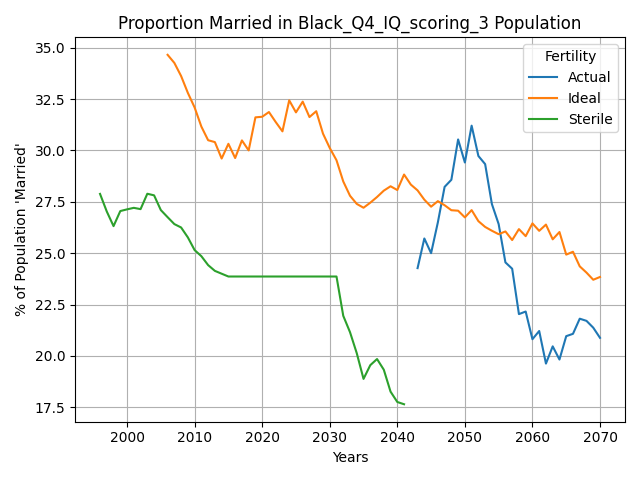 Proportion Married in Black_Q4_IQ_scoring_3 Population
Fertility
Actual
Ideal
Sterile
% of Population 'Married'
35.0
32.5
30.0
27.5
25.0
22.5
20.0
17.5
2000
2010
2020
2030
2040
2050
2060
2070
Years